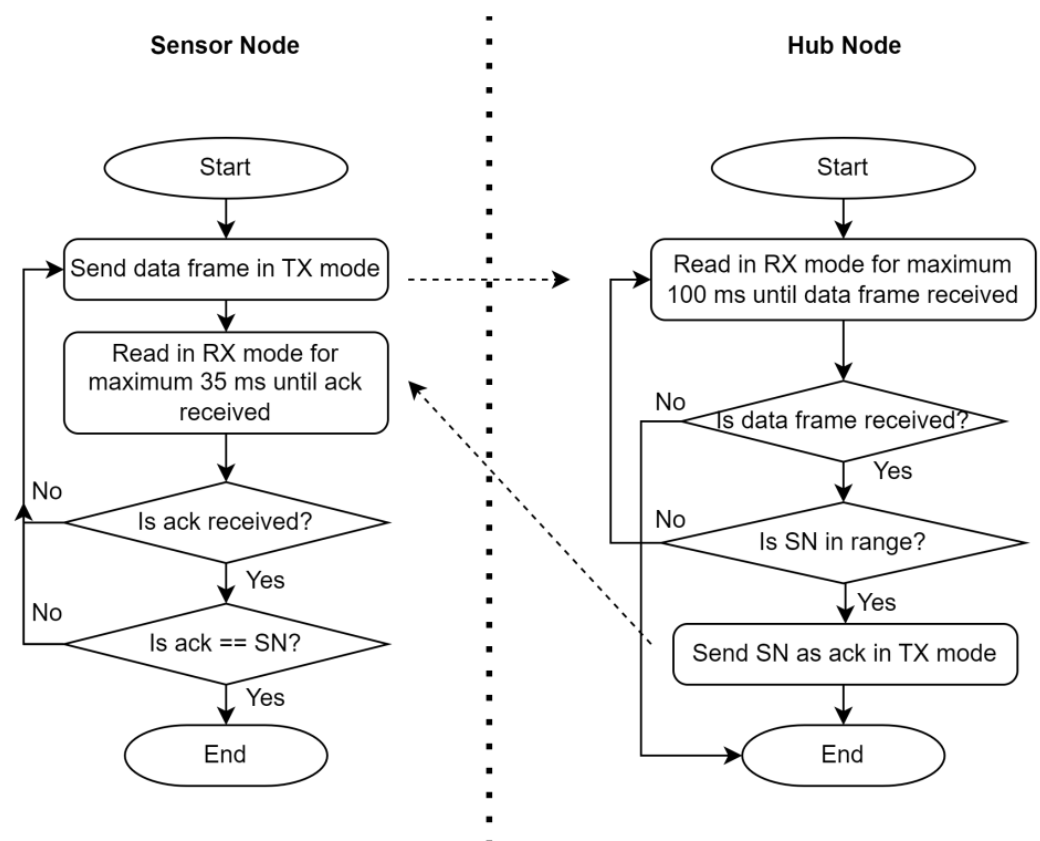 Sensor Node
Start
Send data frame in TX mode
Read in RX mode for
maximum 35 ms until ack
received
No
Is ack received?
Yes
No
Is ack == SN?
Yes
End
Hub Node
Start
Read in RX mode for maximum
100 ms until data frame received
No
Is data frame received?
Yes
No
Is SN in range?
Yes
Send SN as ack in TX mode
End